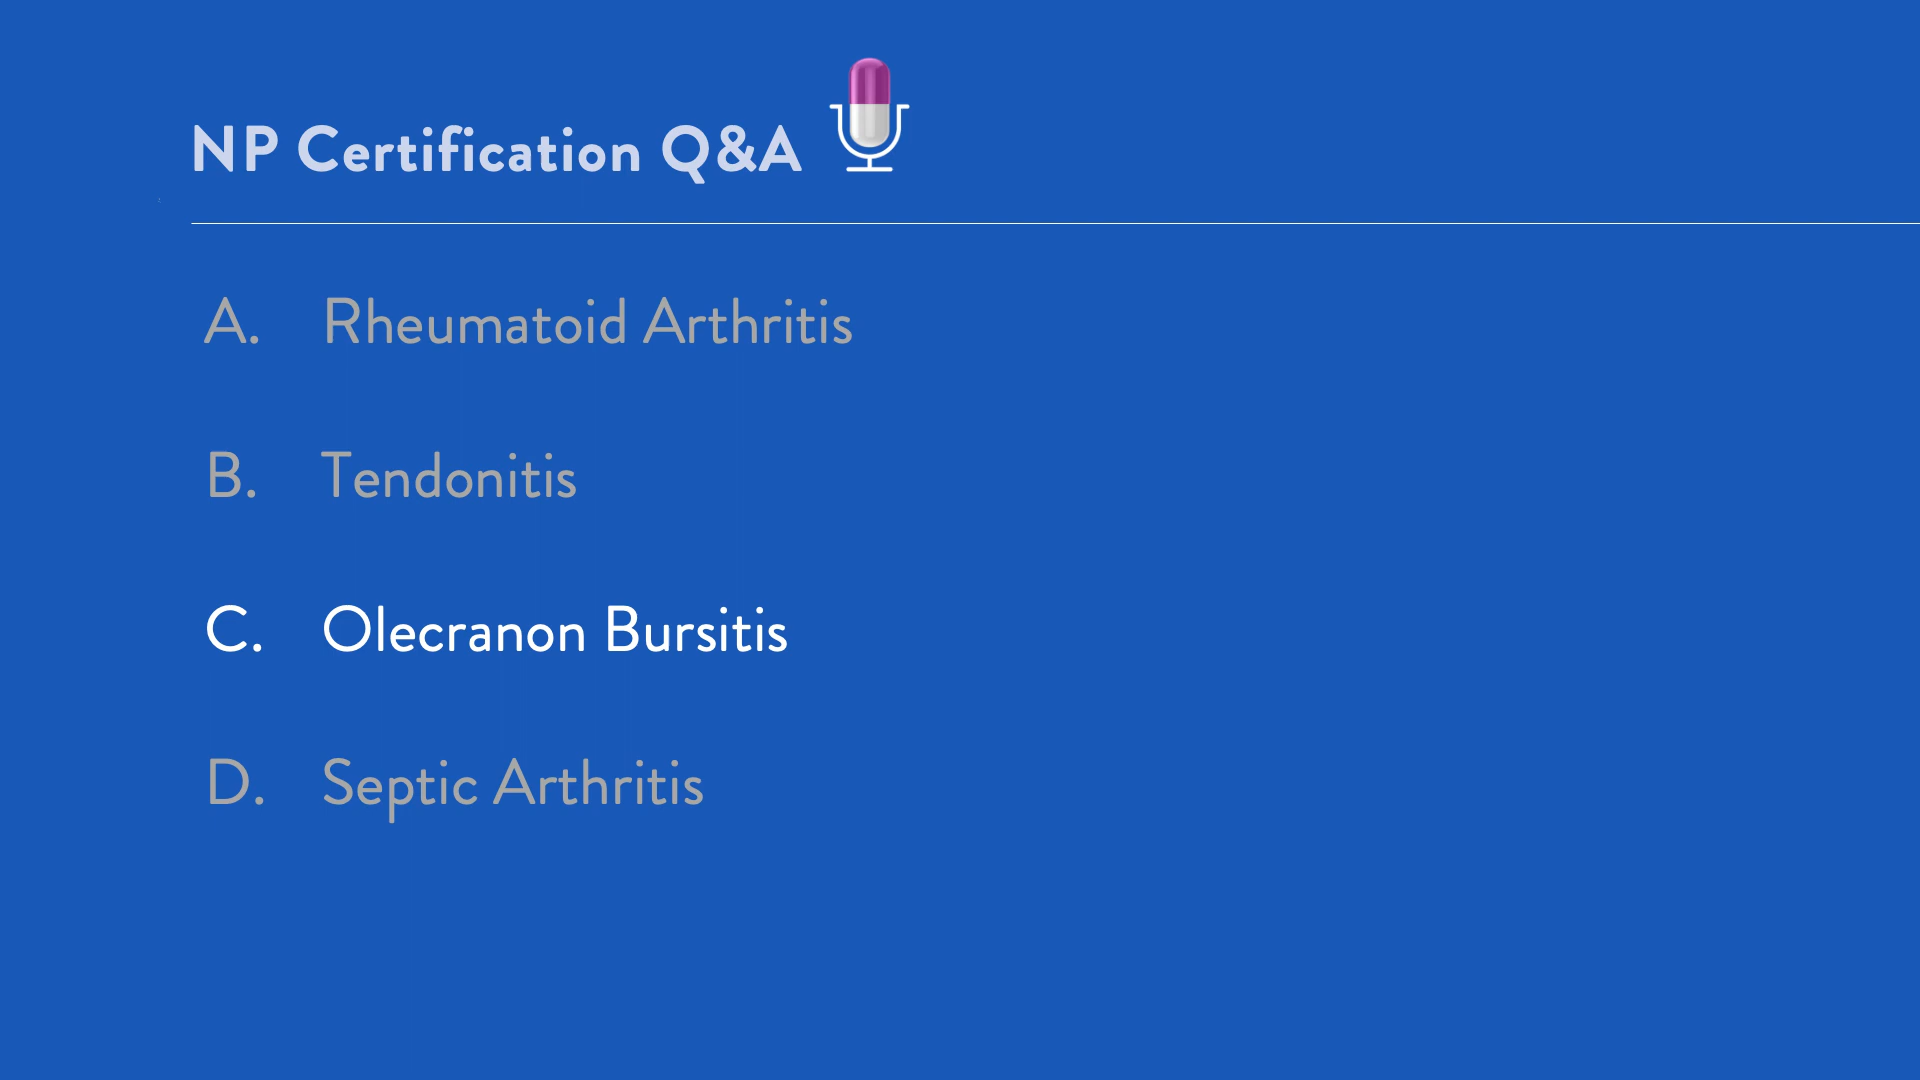 NP Certification Q&A
A. Rheumatoid Arthritis
B. Tendonitis
C. Olecranon Bursitis
D. Septic Arthritis